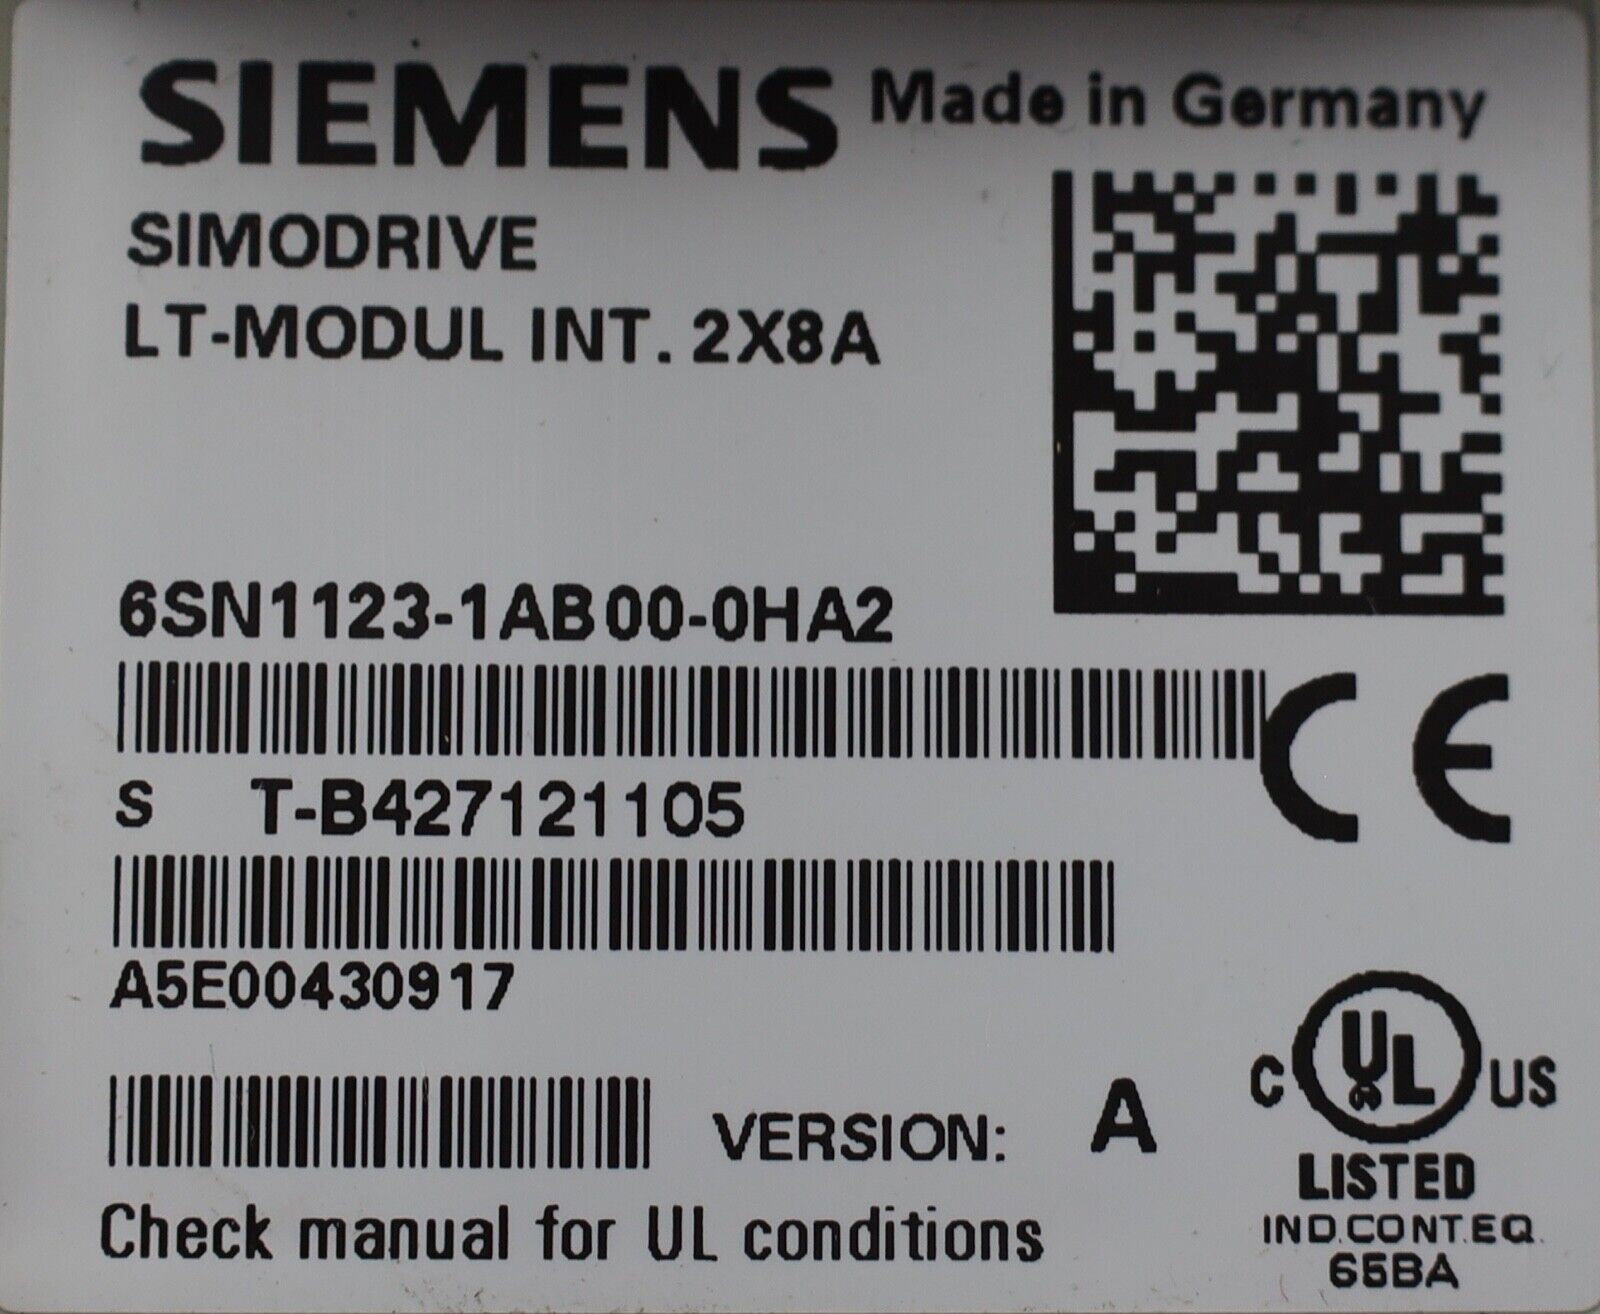 SIEMENS Made in Germany
SIMODRIVE
LT-MODUL INT. 2X8A
6SN1123-1AB00-0HA2
S T-B427121105
CE
A5E00430917
VERSION: A
C UL US
LISTED
IND.CONT.EQ.
65BA
Check manual for UL conditions